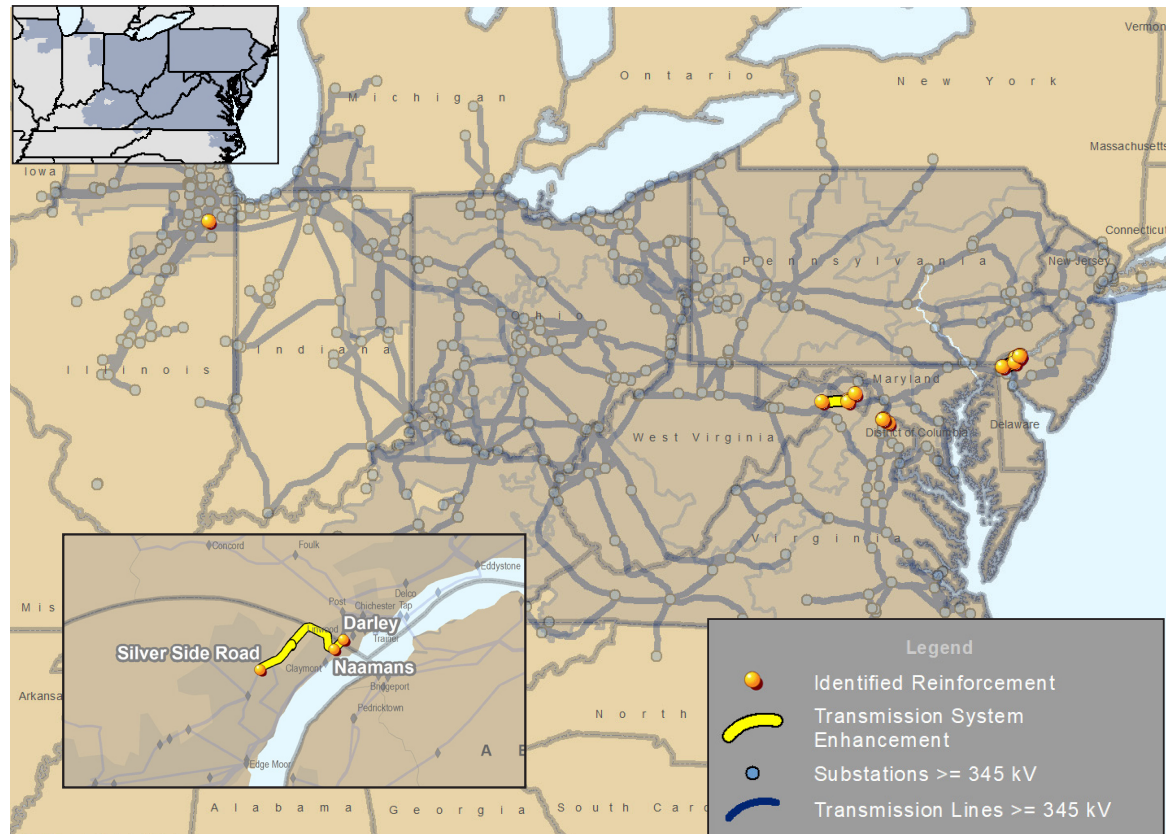 Vermon
Ontario
New York
Michigan
Massachusetts
Iowa
Connecticut
Pennsylvania
New Jersey
Ohio
Indiana
Illinois
Maryland
West Virginia
District of Columbia
Delaware
Virginia
Concord
Foulk
Eddystone
Delco
Tap
Post
Chichester
Linwood
Trainer
Darley
Silver Side Road
Claymont
Naamans
Bridgeport
Pedricktown
Edge Moor
Mis
Arkansa
North
A
Alabama
Georgia
South Car
Legend
Identified Reinforcement
Transmission System
Enhancement
Substations >= 345 kV
Transmission Lines >= 345 kV